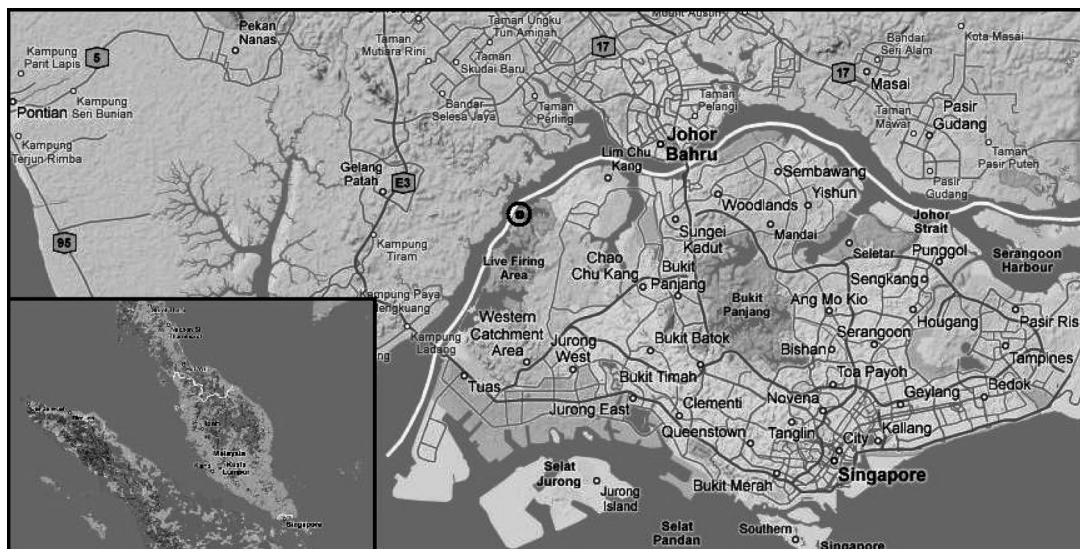 Pekan
Nanas
Kampung
Parit Lapis
5
Pontian
Kampung
Seri Bunian
Kampung
Terjun Rimba
95
Gelang
Patah
E3
Kampung
Tiram
Kampung Paya
Mengkuang
Kampung
Ladang
Taman
Mutiara Rini
Taman Ungku
Tun Aminah
Taman
Skudai Baru
Bandar
Selesa Jaya
Taman
Perling
17
Mount Austin
Taman
Pelangi
Johor
Bahru
Lim Chu
Kang
17
Bandar
Seri Alam
Masai
Kota Masai
Taman
Mawar
Pasir
Gudang
Taman
Pasir Puteh
Pasir
Gudang
Sembawang
Yishun
Woodlands
Mandai
Sungei
Kadut
Johor
Strait
Seletar
Punggol
Serangoon
Harbour
Sengkang
Live Firing
Area
Chao
Chu Kang
Bukit
Panjang
Bukit
Panjang
Ang Mo Kio
Hougang
Pasir Ris
Serangoon
Western
Catchment
Area
Jurong
West
Bukit Batok
Bishan
Tampines
Tuas
Bukit Timah
Toa Payoh
Geylang
Bedok
Jurong East
Clementi
Novena
Queenstown
Tanglin
City
Kallang
Singapore
Bukit Merah
Selat
Jurong
Jurong
Island
Selat
Pandan
Southern
Singapore
Ipoh
Malaysia
Kuala
Lumpur
Singapore